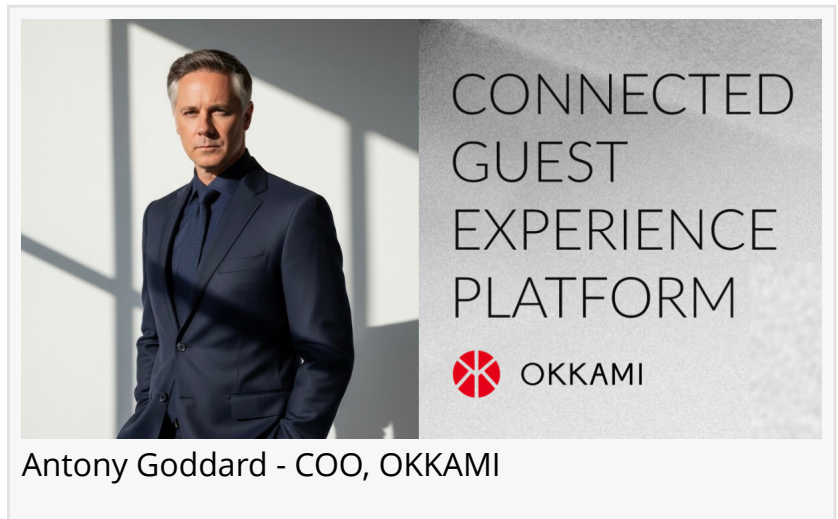 CONNECTED
GUEST
EXPERIENCE
PLATFORM
OKKAMI
Antony Goddard - COO, OKKAMI